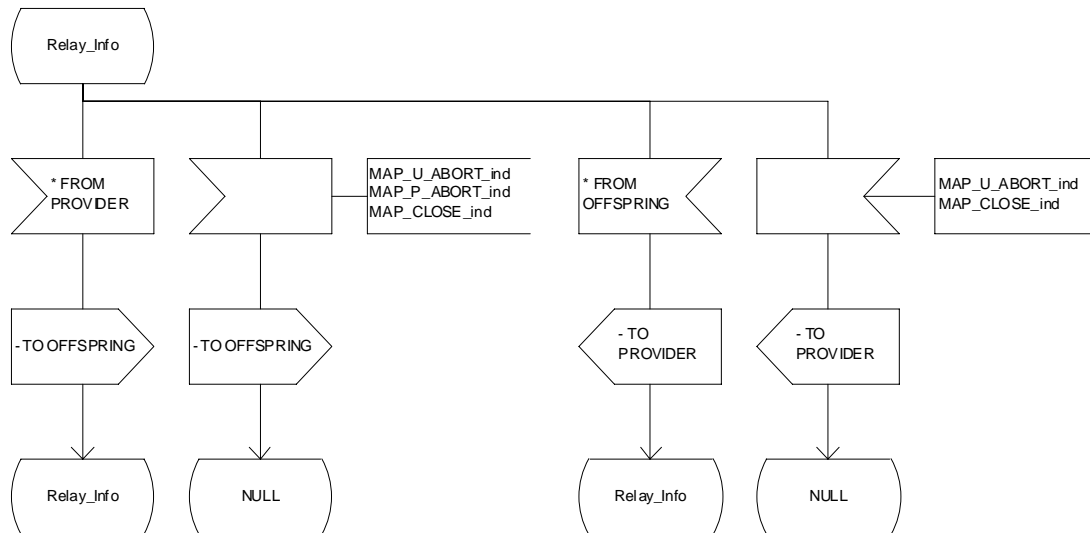 Relay_Info
* FROM
PROVIDER
MAP_U_ABORT_ind
MAP_P_ABORT_ind
MAP_CLOSE_ind
* FROM
OFFSPRING
MAP_U_ABORT_ind
MAP_CLOSE_ind
- TO OFFSPRING
- TO OFFSPRING
- TO
PROVIDER
- TO
PROVIDER
Relay_Info
NULL
Relay_Info
NULL